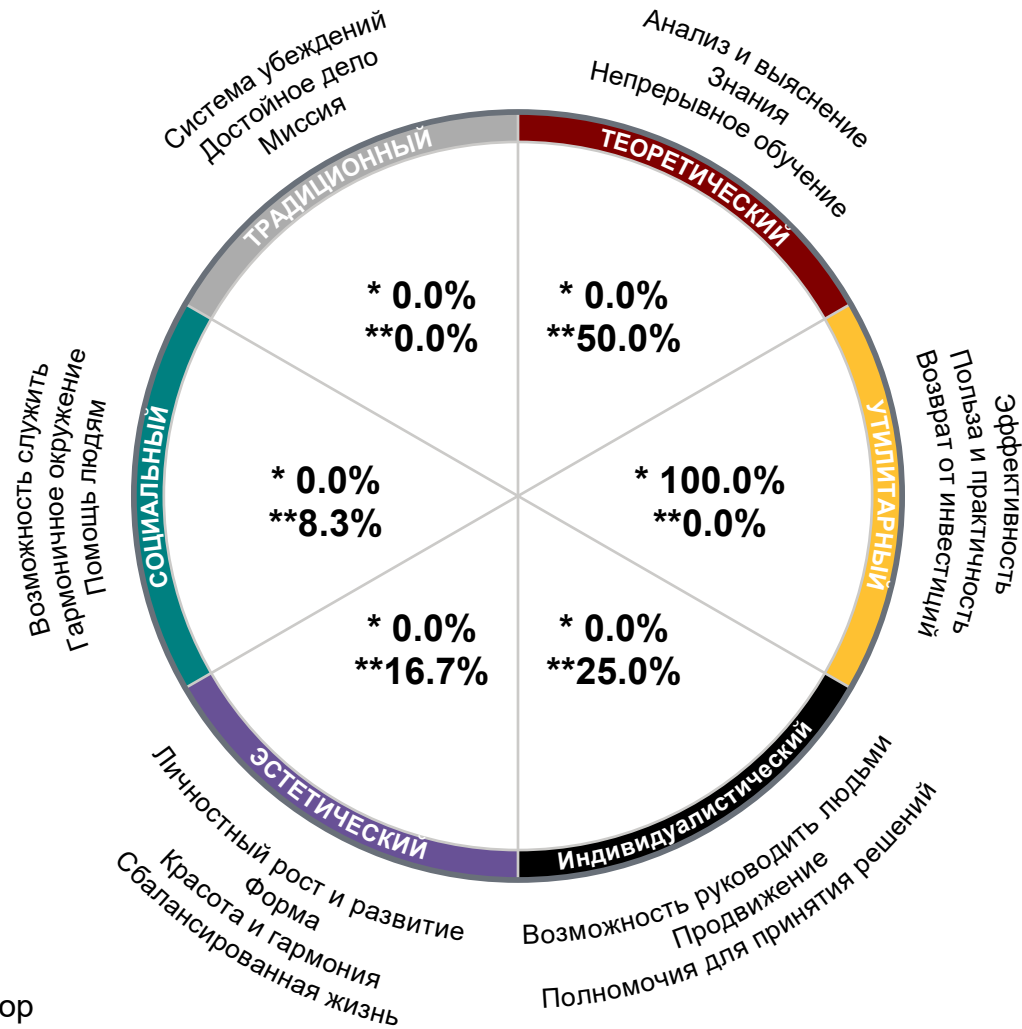 Система убеждений
Достойное дело
Миссия
Анализ и выяснение
Знания
Непрерывное обучение
ТРАДИЦИОННЫЙ
ТЕОРЕТИЧЕСКИЙ
* 0.0%
**0.0%
* 0.0%
**50.0%
Возможность служить
Гармоничное окружение
Помощь людям
СОЦИАЛЬНЫЙ
* 0.0%
**8.3%
* 100.0%
**0.0%
УТИЛИТАРНЫЙ
Эффективность
Польза и практичность
Возврат от инвестиций
* 0.0%
**16.7%
* 0.0%
**25.0%
ЭСТЕТИЧЕСКИЙ
Индивидуалистический
Личностный рост и развитие
Форма
Красота и гармония
Сбалансированная жизнь
Возможность руководить людьми
Продвижение
Полномочия для принятия решений